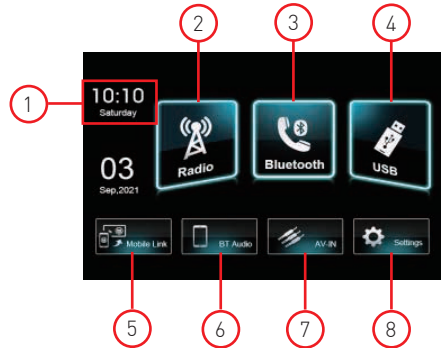 2 3 4
1
10:10
Saturday
Radio
Bluetooth
USB
03
Sep,2021
Mobile Link
BT Audio
AV-IN
Settings
5 6 7 8